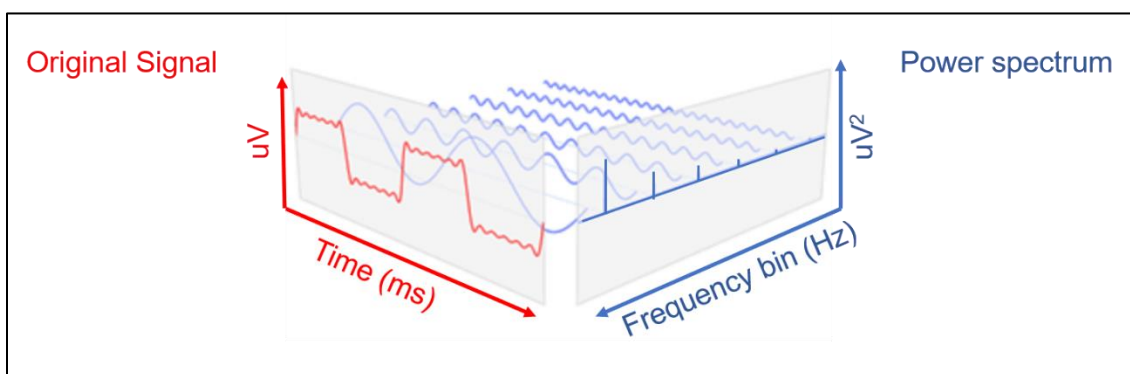 Original Signal
Power spectrum
uV
uV²
Time (ms)
Frequency bin (Hz)